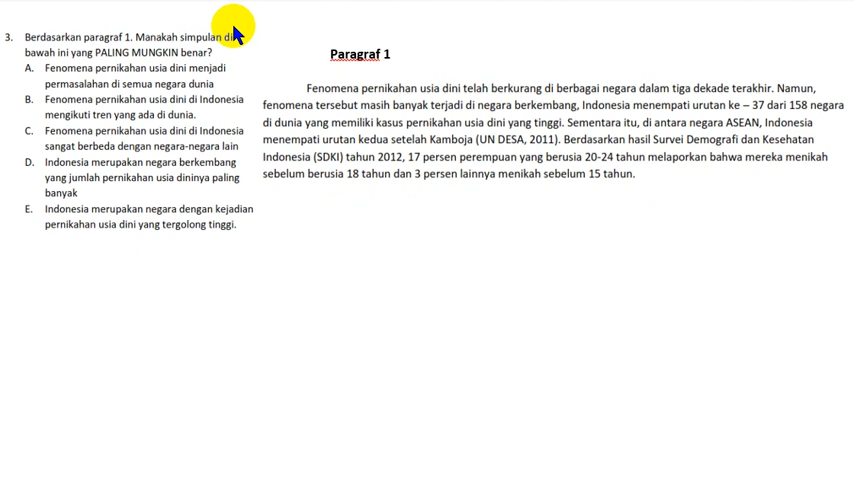 3. Berdasarkan paragraf 1. Manakah simpulan di
bawah ini yang PALING MUNGKIN benar?
A. Fenomena pernikahan usia dini menjadi
permasalahan di semua negara dunia
B. Fenomena pernikahan usia dini di Indonesia
mengikuti tren yang ada di dunia.
C. Fenomena pernikahan usia dini di Indonesia
sangat berbeda dengan negara-negara lain
D. Indonesia merupakan negara berkembang
yang jumlah pernikahan usia dininya paling
banyak
E. Indonesia merupakan negara dengan kejadian
pernikahan usia dini yang tergolong tinggi.
Paragraf 1
Fenomena pernikahan usia dini telah berkurang di berbagai negara dalam tiga dekade terakhir. Namun,
fenomena tersebut masih banyak terjadi di negara berkembang, Indonesia menempati urutan ke – 37 dari 158 negara
di dunia yang memiliki kasus pernikahan usia dini yang tinggi. Sementara itu, di antara negara ASEAN, Indonesia
menempati urutan kedua setelah Kamboja (UN DESA, 2011). Berdasarkan hasil Survei Demografi dan Kesehatan
Indonesia (SDKI) tahun 2012, 17 persen perempuan yang berusia 20-24 tahun melaporkan bahwa mereka menikah
sebelum berusia 18 tahun dan 3 persen lainnya menikah sebelum 15 tahun.